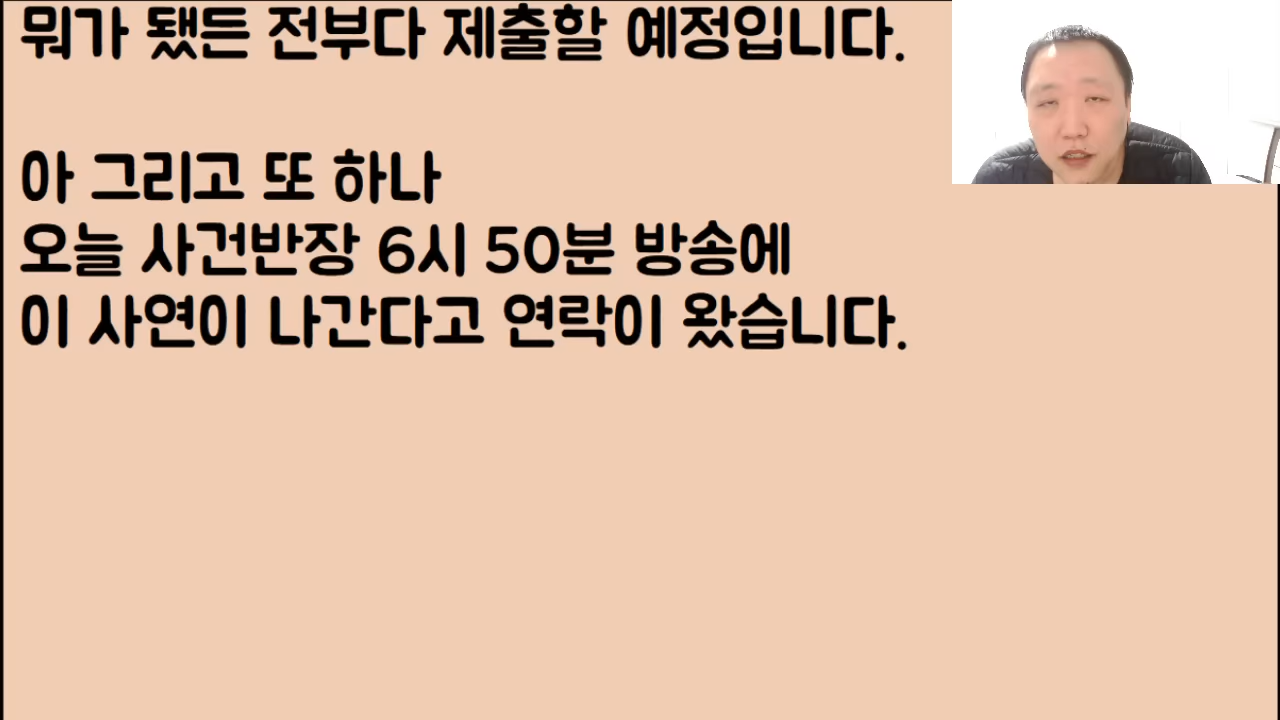 뭐가 됐든 전부다 제출할 예정입니다.
아 그리고 또 하나
오늘 사건반장 6시 50분 방송에
이 사연이 나간다고 연락이 왔습니다.